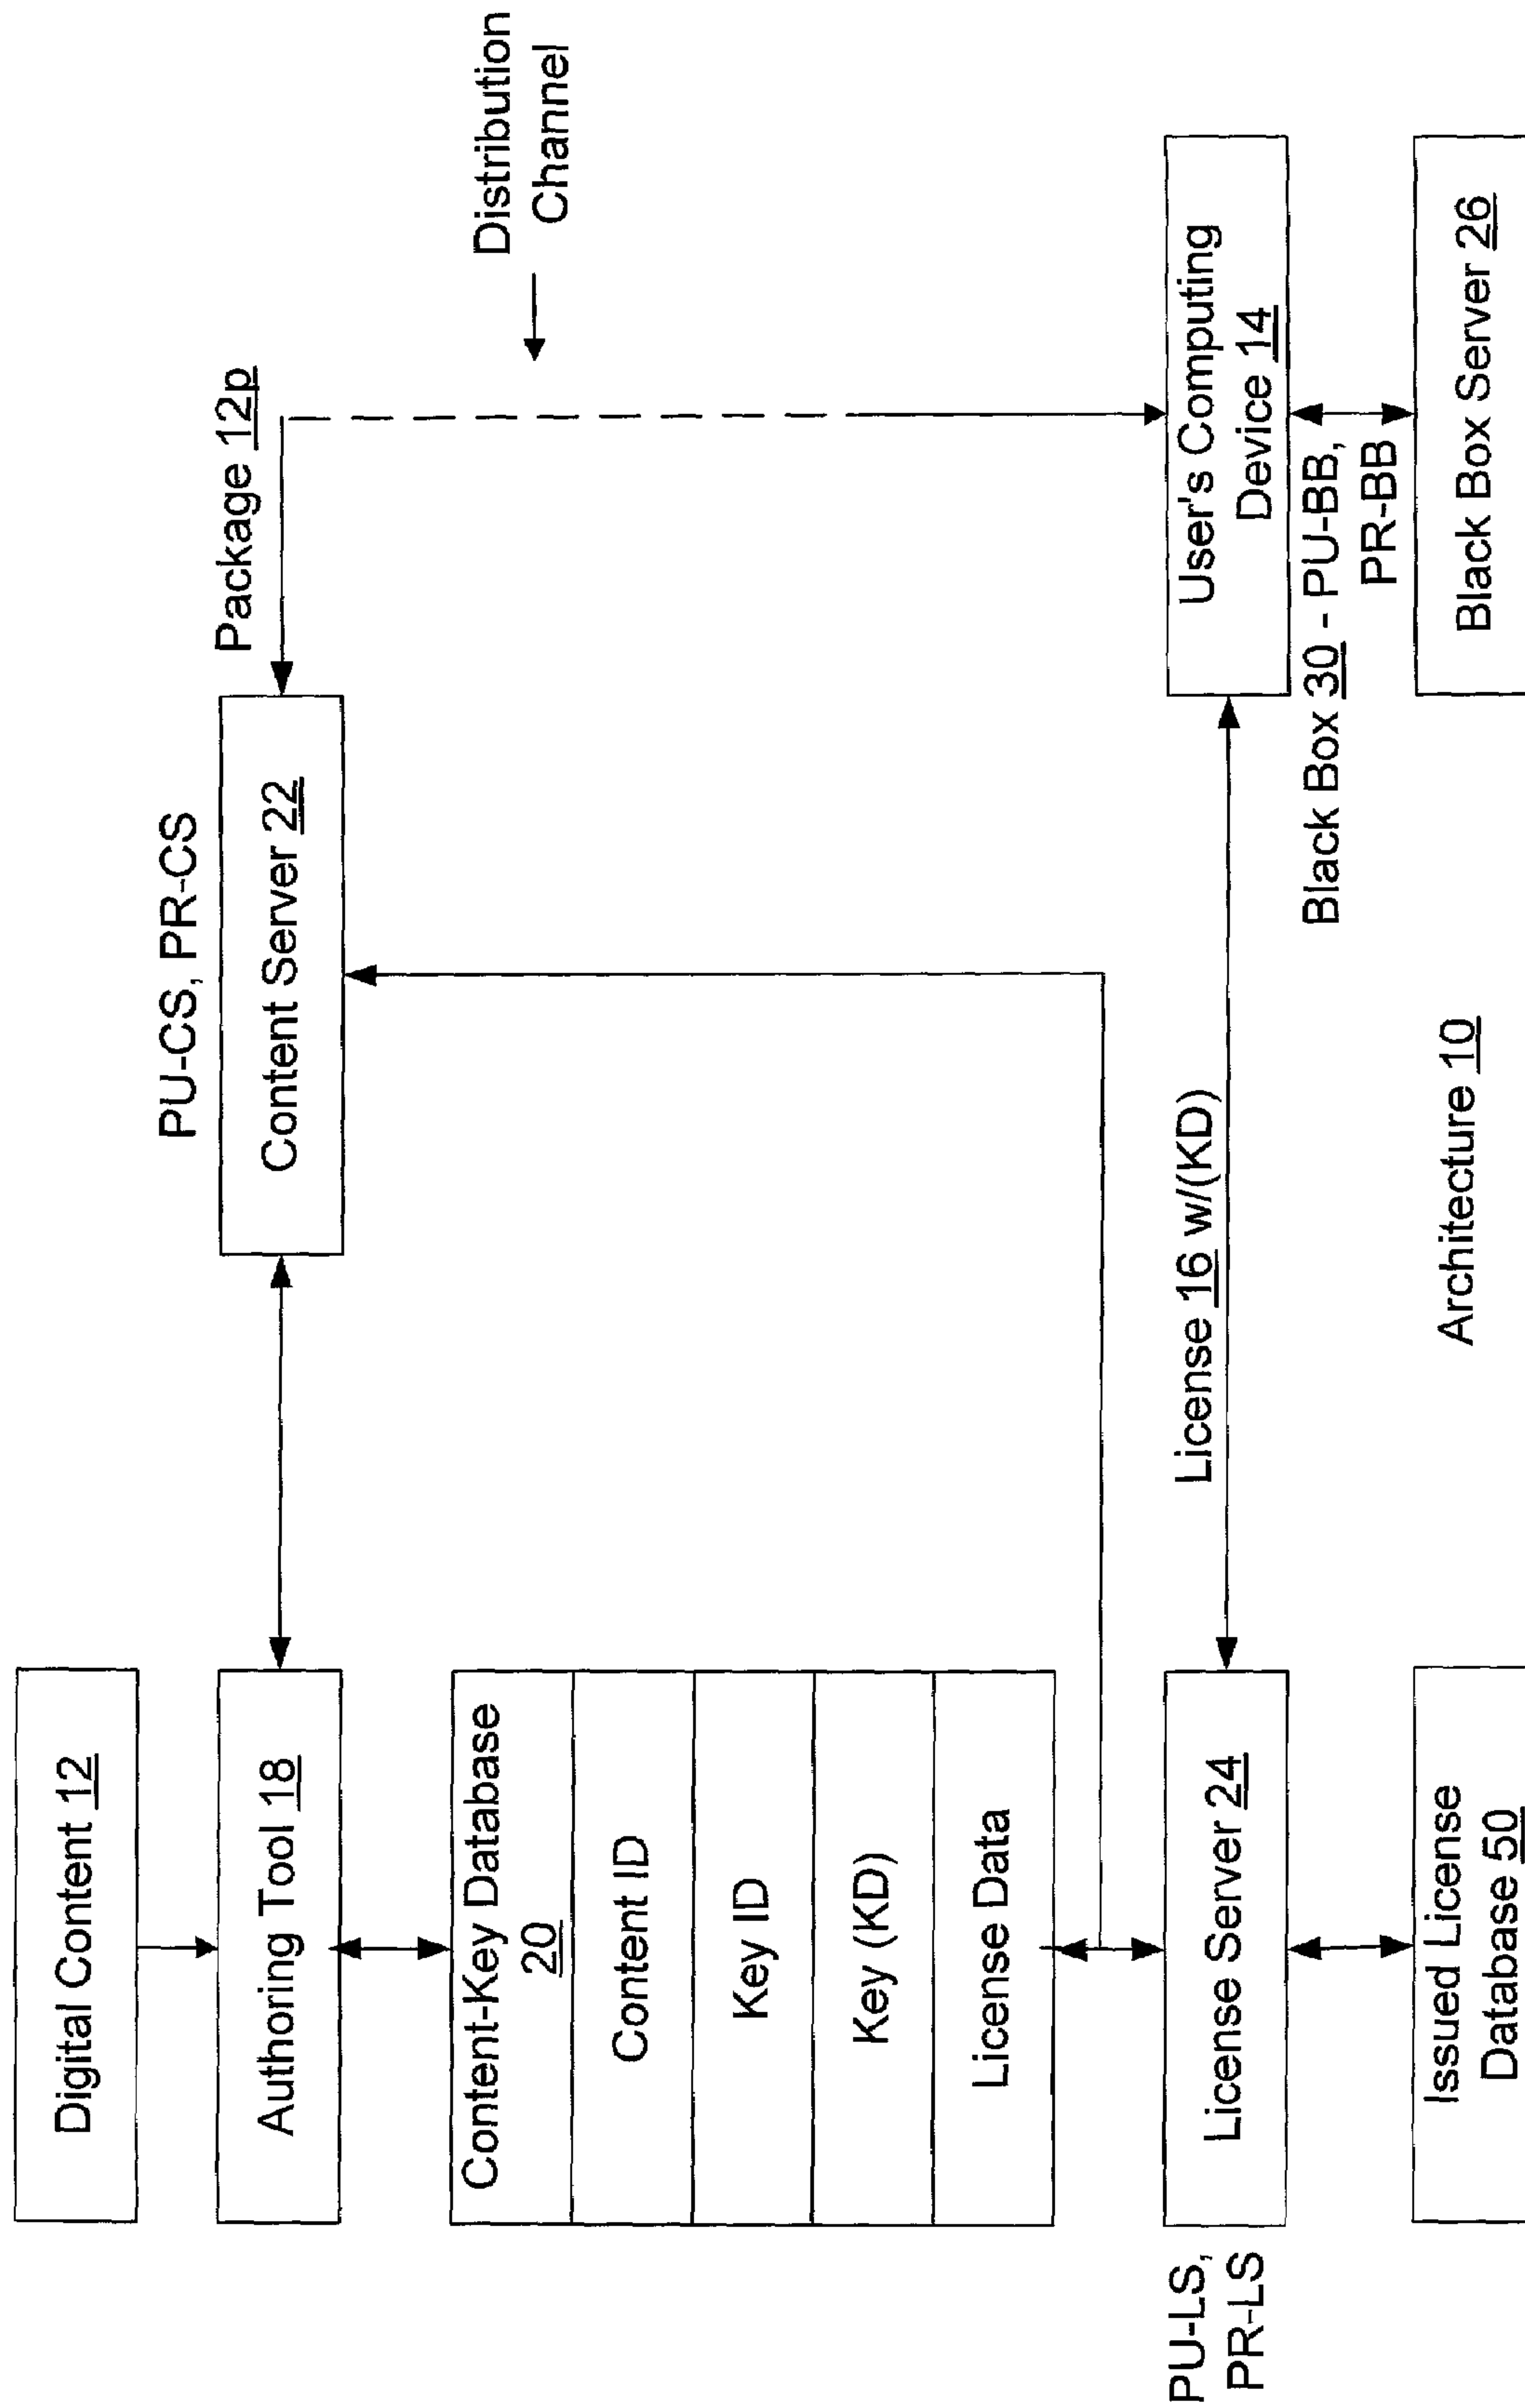 Digital Content 12
Authoring Tool 18
Content-Key Database
20
Content ID
Key ID
Key (KD)
License Data
PU-LS,
PR-LS
License Server 24
Issued License
Database 50
PU-CS, PR-CS
Content Server 22
Package 12p
Distribution
Channel
License 16 w/(KD)
User's Computing
Device 14
Black Box 30 - PU-BB,
PR-BB
Black Box Server 26
Architecture 10